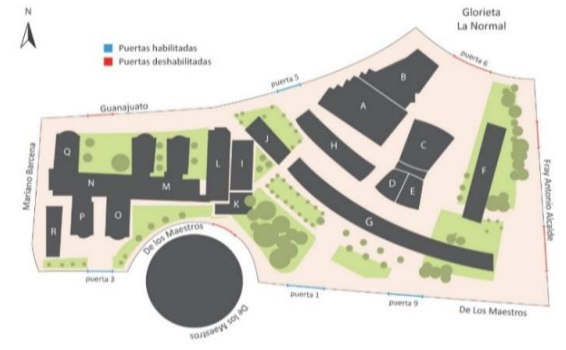 N
Glorieta
La Normal
Puertas habilitadas
Puertas deshabilitadas
puerta 6
puerta 5
Guanajuato
B
A
Q
J
L
I
H
C
F
N
M
D
E
K
G
R
P
O
Mariano Barcena
Fray Antonio Alcalde
De los Maestros
De los Maestros
puerta 3
puerta 1
puerta 9
De Los Maestros